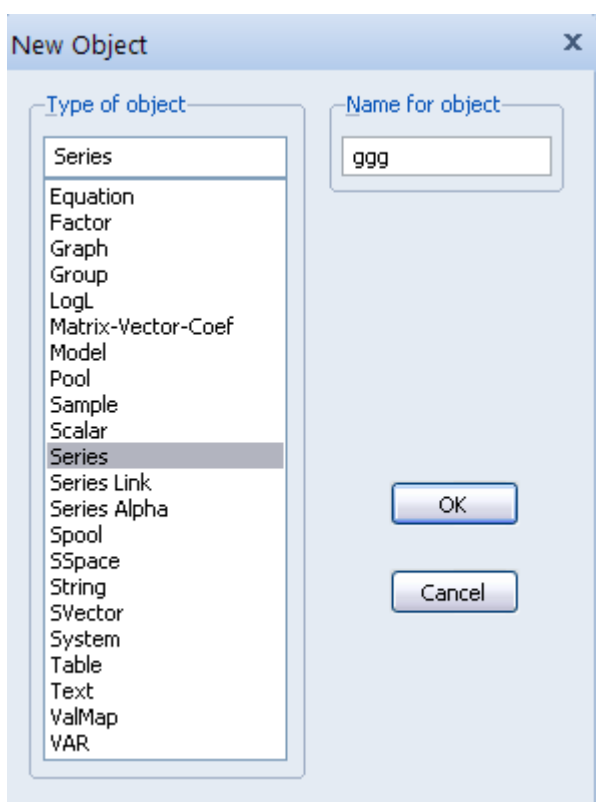 New Object
x
Type of object
Series
Equation
Factor
Graph
Group
LogL
Matrix-Vector-Coef
Model
Pool
Sample
Scalar
Series
Series Link
Series Alpha
Spool
SSpace
String
SVector
System
Table
Text
ValMap
VAR
Name for object
ggg
OK
Cancel